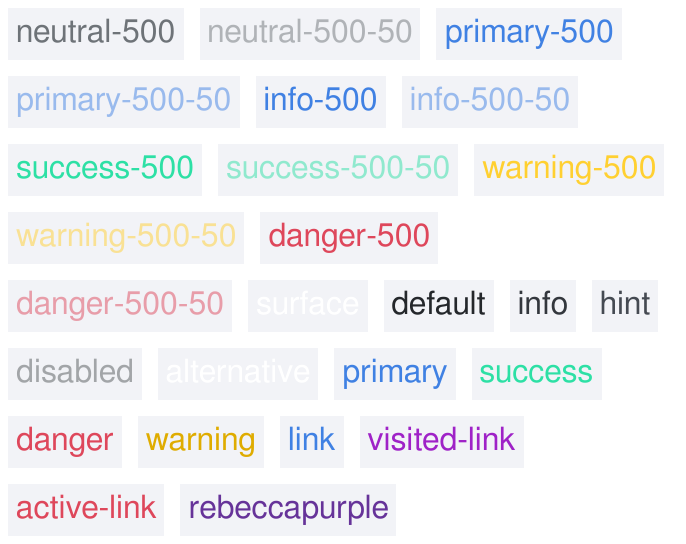 neutral-500 neutral-500-50 primary-500
primary-500-50 info-500 info-500-50
success-500 success-500-50 warning-500
warning-500-50 danger-500
danger-500-50 surface default info hint
disabled alternative primary success
danger warning link visited-link
active-link rebeccapurple